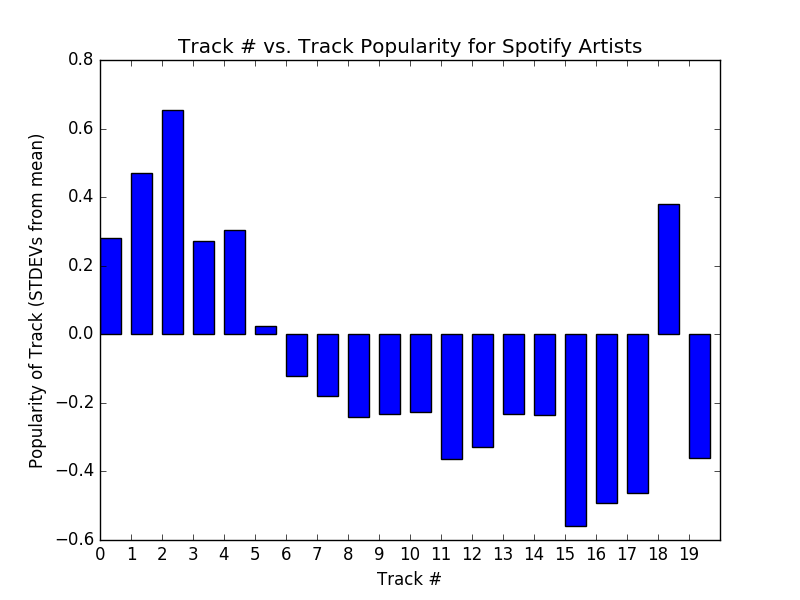 Track # vs. Track Popularity for Spotify Artists
Popularity of Track (STDEVs from mean)
0.8
0.6
0.4
0.2
0.0
−0.2
−0.4
−0.6
0 1 2 3 4 5 6 7 8 9 10 11 12 13 14 15 16 17 18 19
Track #